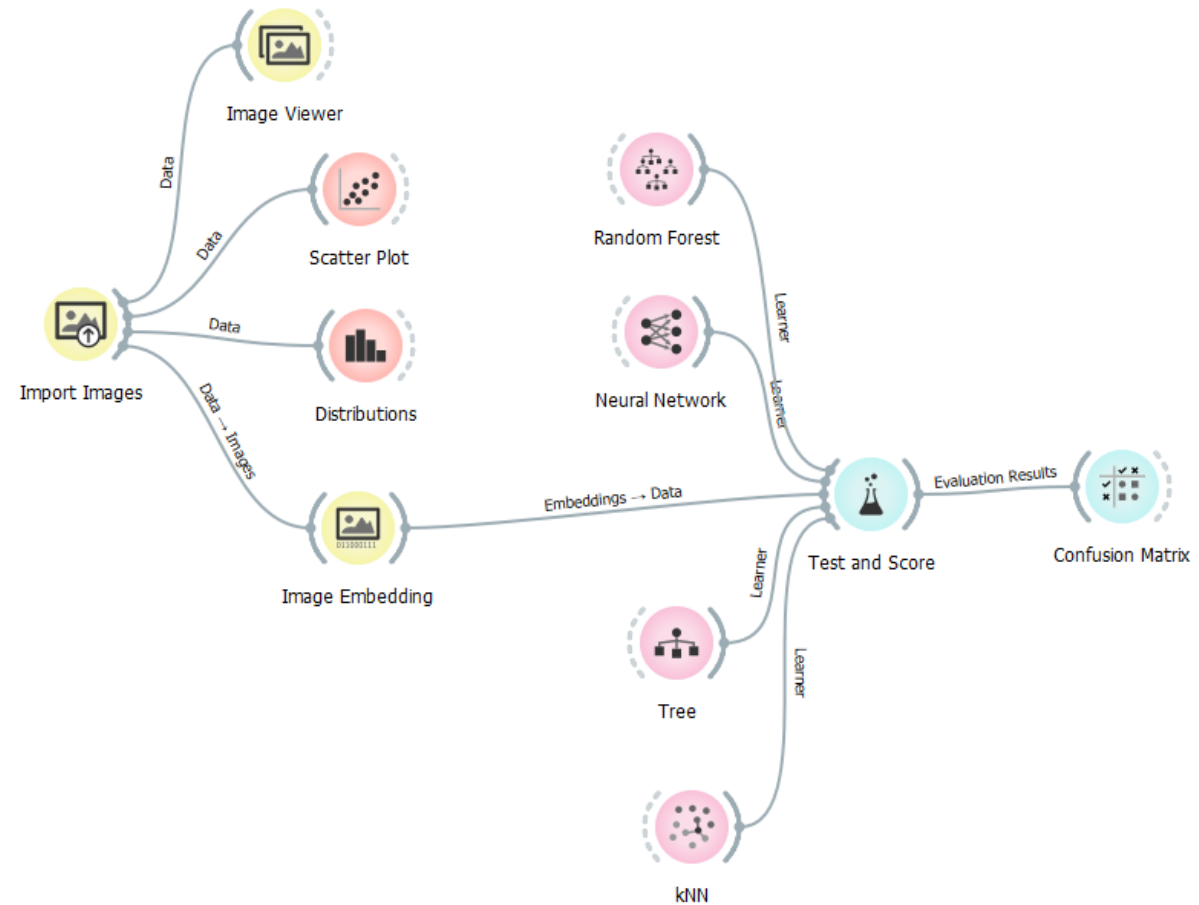 Image Viewer
Data
Random Forest
Scatter Plot
Data
Learner
Data
Import Images
Neural Network
Learner
Distributions
Data → Images
Evaluation Results
Embeddings → Data
Test and Score
Confusion Matrix
Image Embedding
011000111
Learner
Learner
Tree
kNN